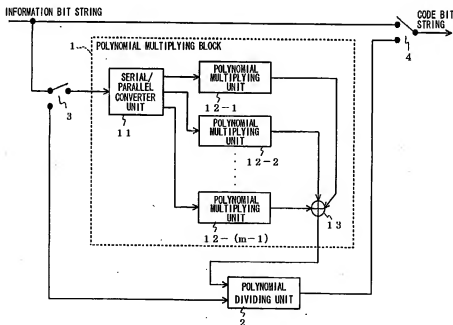 INFORMATION BIT STRING
CODE BIT
STRING
4
1
POLYNOMIAL MULTIPLYING BLOCK
3
SERIAL/
PARALLEL
CONVERTER
UNIT
11
POLYNOMIAL
MULTIPLYING
UNIT
12-1
POLYNOMIAL
MULTIPLYING
UNIT
12-2
POLYNOMIAL
MULTIPLYING
UNIT
12-(m-1)
13
POLYNOMIAL
DIVIDING UNIT
2